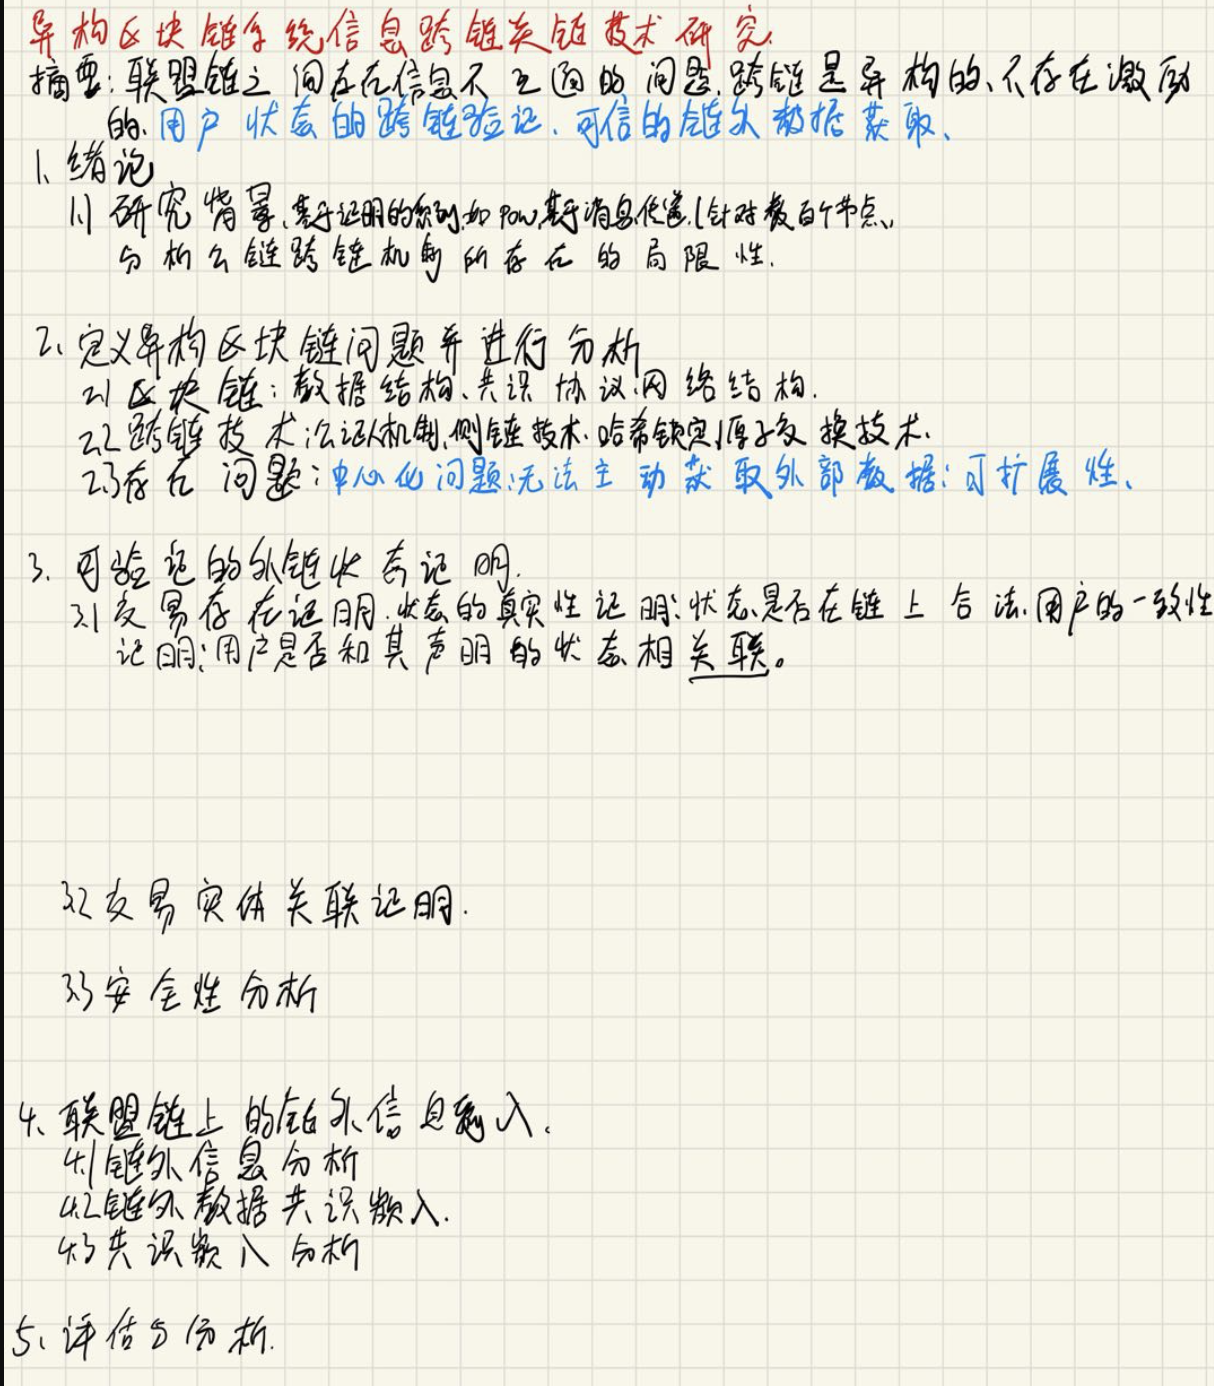 异构区块链系统信息跨链关链技术研究.
摘要:联盟链之间存在信息不互通的问题.跨链是异构的、不存在激励
的.用户状态的跨链验证、可信的链外数据获取、
1、绪论
1.1 研究背景.基于证明的系列,如pow,基于消息传递.(针对数百个节点,
分析公链跨链机制所存在的局限性.
2、定义异构区块链问题并进行分析
2.1 区块链:数据结构、共识协议.网络结构.
2.2跨链技术:公证人机制,侧链技术.哈希锁定,原子交换技术.
2.3存在问题:中心化问题;无法主动获取外部数据;可扩展性、
3、可验证的外链状态证明.
3.1交易存在证明.状态的真实性证明:状态是否在链上合法.用户的一致性
证明:用户是否和其声明的状态相关联。
3.2交易实体关联证明.
3.3安全性分析
4、联盟链上的链外信息输入.
4.1链外信息分析
4.2链外数据共识输入.
4.3共识输入分析
5、评估与分析.